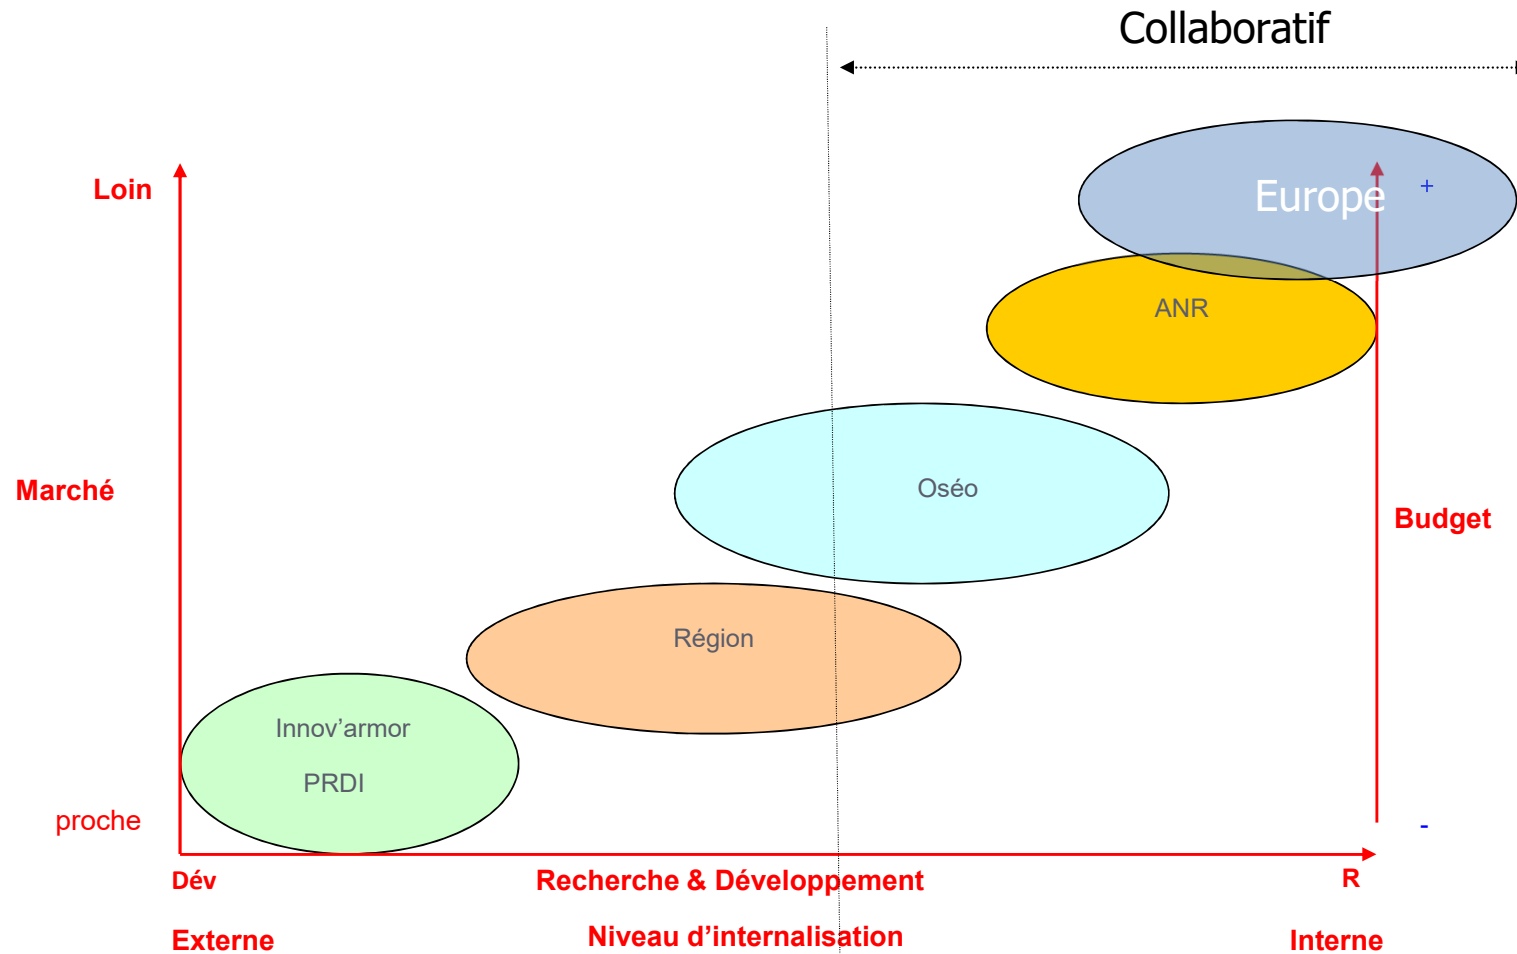 Collaboratif
Loin
Europe
+
ANR
Marché
Oséo
Budget
Région
Innov’armor
PRDI
proche
-
Dév
Recherche & Développement
R
Externe
Niveau d’internalisation
Interne